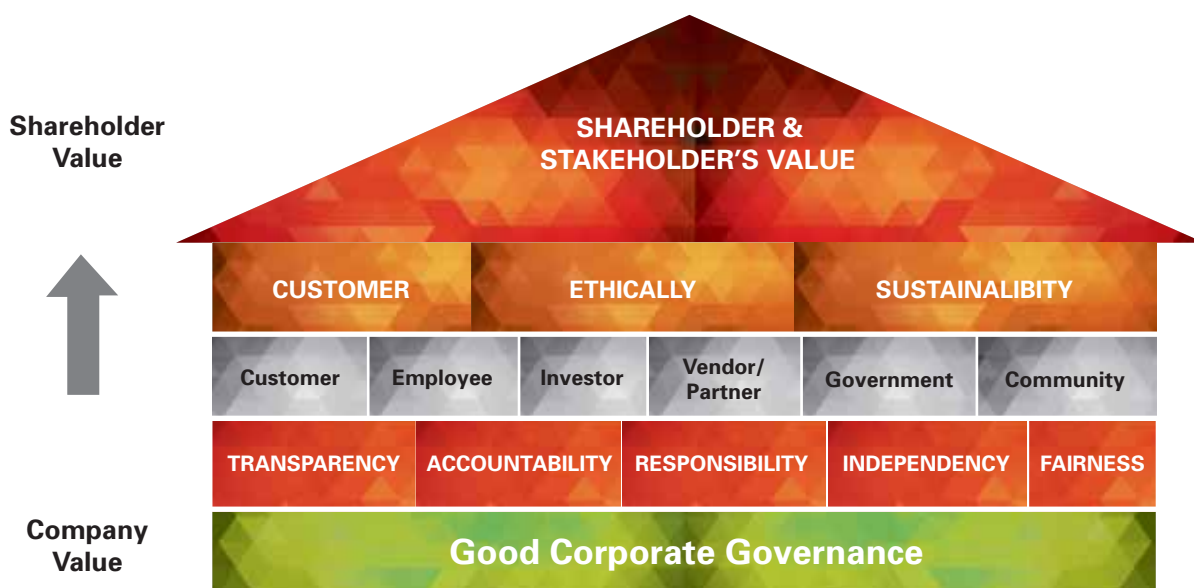 Shareholder
Value
SHAREHOLDER &
STAKEHOLDER'S VALUE
CUSTOMER ETHICALLY SUSTAINALIBITY
Customer Employee Investor Vendor/
Partner Government Community
TRANSPARENCY ACCOUNTABILITY RESPONSIBILITY INDEPENDENCY FAIRNESS
Company
Value
Good Corporate Governance